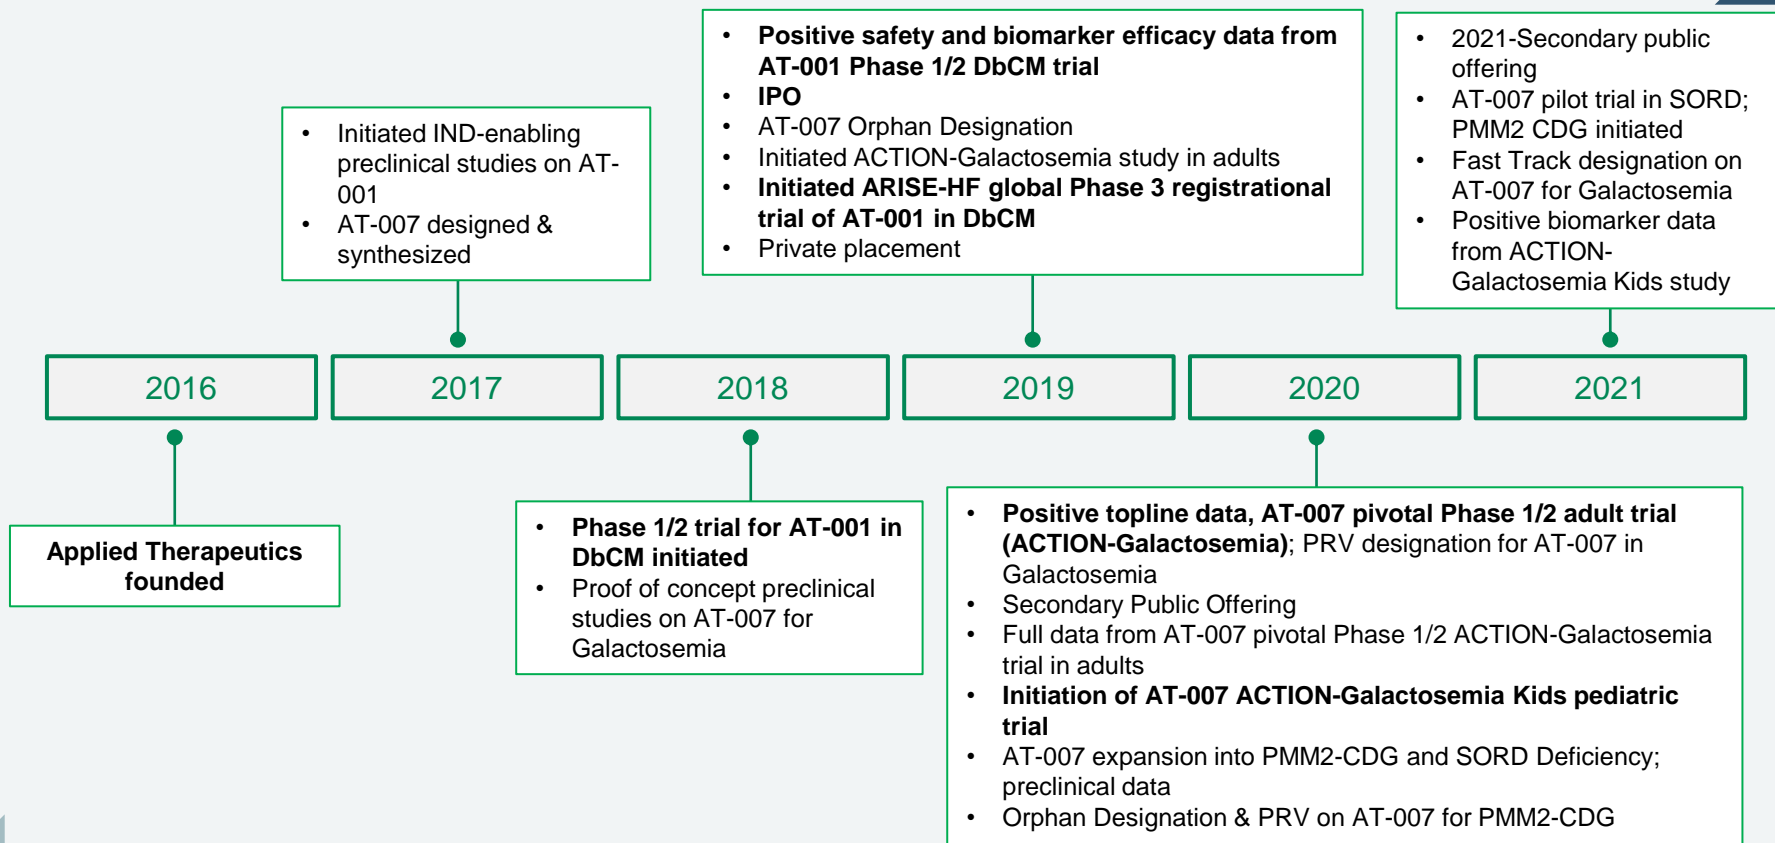 • Positive safety and biomarker efficacy data from
AT-001 Phase 1/2 DbCM trial
• IPO
• AT-007 Orphan Designation
• Initiated ACTION-Galactosemia study in adults
• Initiated ARISE-HF global Phase 3 registrational
trial of AT-001 in DbCM
• Private placement
• 2021-Secondary public
offering
• AT-007 pilot trial in SORD;
PMM2 CDG initiated
• Fast Track designation on
AT-007 for Galactosemia
• Positive biomarker data
from ACTION-
Galactosemia Kids study
• Initiated IND-enabling
preclinical studies on AT-
001
• AT-007 designed &
synthesized
2016
2017
2018
2019
2020
2021
Applied Therapeutics
founded
• Phase 1/2 trial for AT-001 in
DbCM initiated
• Proof of concept preclinical
studies on AT-007 for
Galactosemia
• Positive topline data, AT-007 pivotal Phase 1/2 adult trial
(ACTION-Galactosemia); PRV designation for AT-007 in
Galactosemia
• Secondary Public Offering
• Full data from AT-007 pivotal Phase 1/2 ACTION-Galactosemia
trial in adults
• Initiation of AT-007 ACTION-Galactosemia Kids pediatric
trial
• AT-007 expansion into PMM2-CDG and SORD Deficiency;
preclinical data
• Orphan Designation & PRV on AT-007 for PMM2-CDG